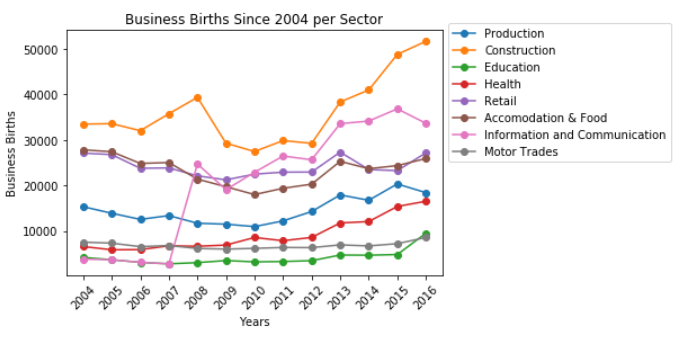 Business Births Since 2004 per Sector
Business Births
50000
40000
30000
20000
10000
2004 2005 2006 2007 2008 2009 2010 2011 2012 2013 2014 2015 2016
Years
Production
Construction
Education
Health
Retail
Accomodation & Food
Information and Communication
Motor Trades